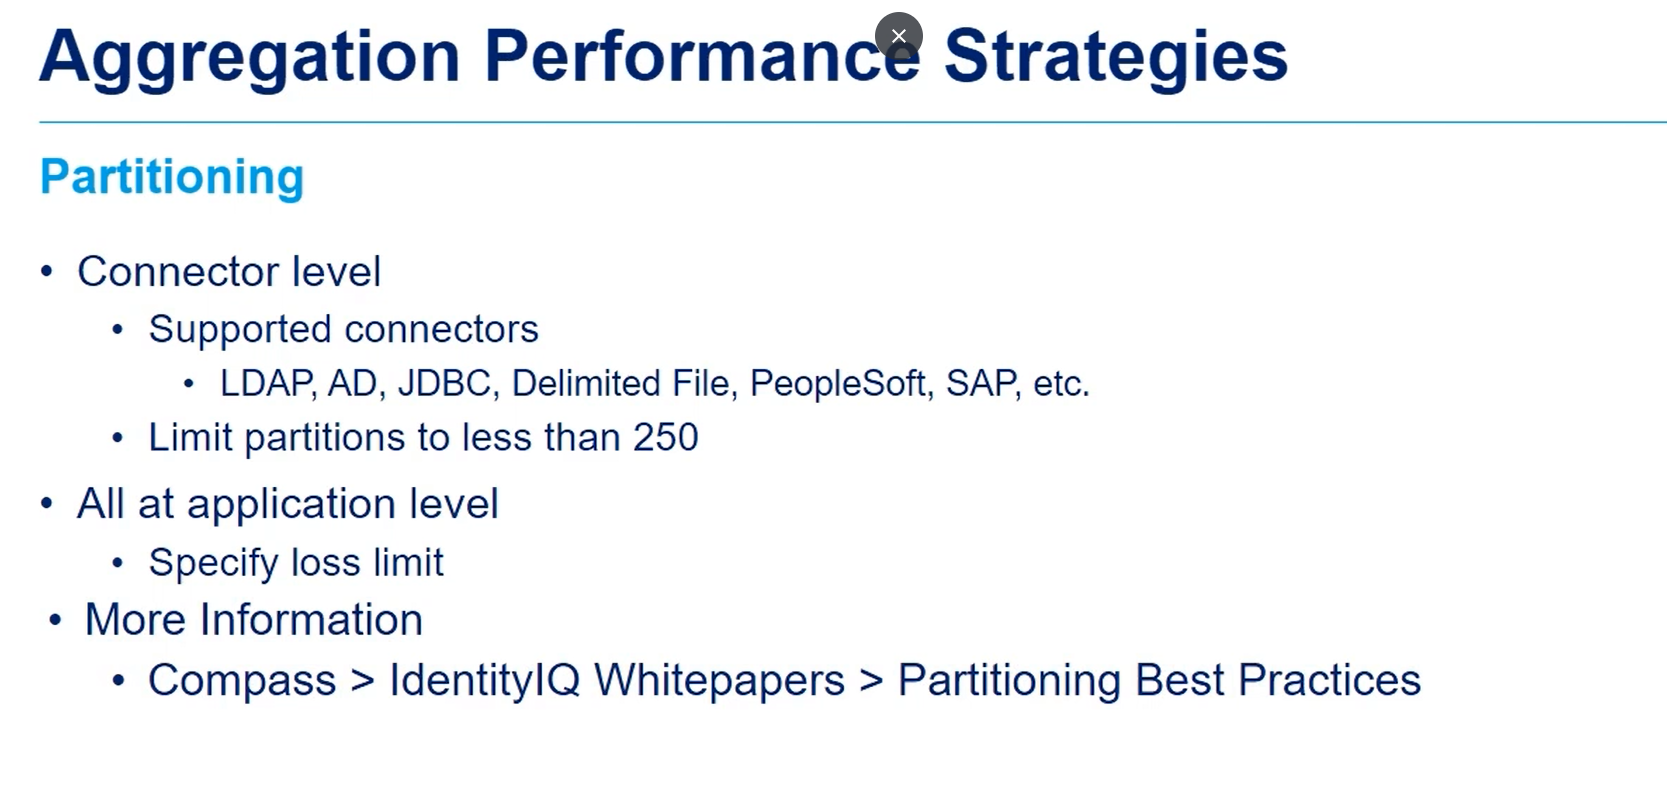 Aggregation Performance Strategies
Partitioning
• Connector level
• Supported connectors
• LDAP, AD, JDBC, Delimited File, PeopleSoft, SAP, etc.
• Limit partitions to less than 250
• All at application level
• Specify loss limit
• More Information
• Compass > IdentityIQ Whitepapers > Partitioning Best Practices